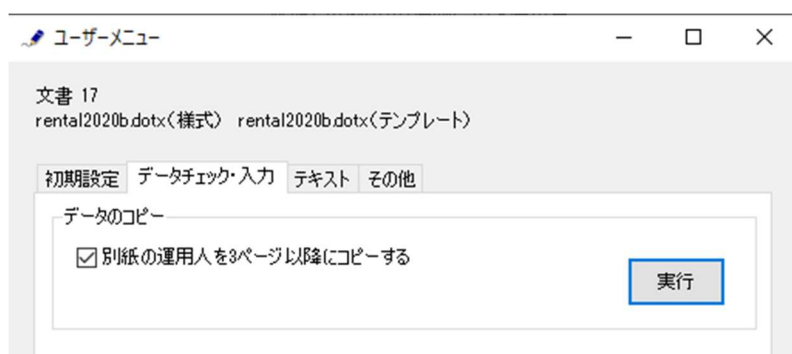 ユーザーメニュー
文書 17
rental2020b.dotx(様式) rental2020b.dotx(テンプレート)
初期設定 データチェック・入力 テキスト その他
データのコピー
別紙の運用人を3ページ以降にコピーする
実行